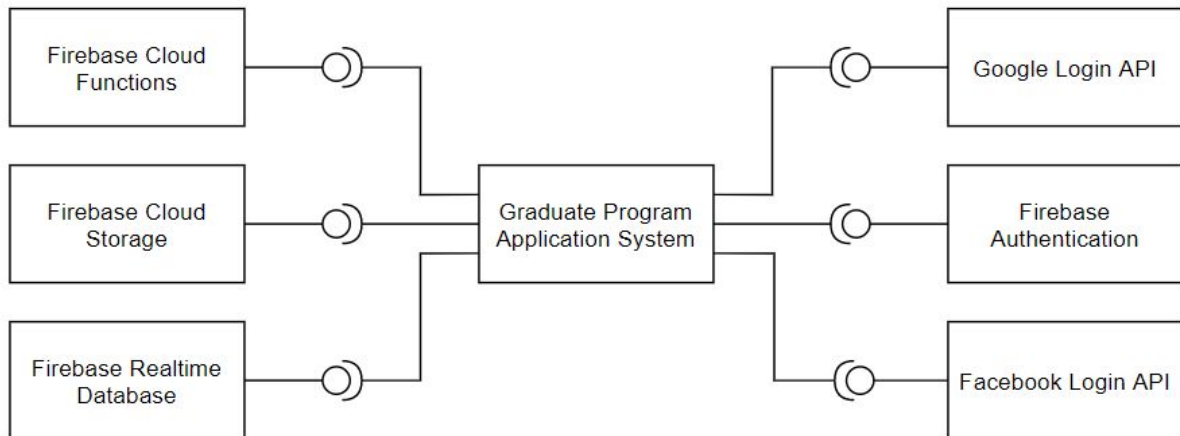 Firebase Cloud
Functions
Google Login API
Firebase Cloud
Storage
Graduate Program
Application System
Firebase
Authentication
Firebase Realtime
Database
Facebook Login API